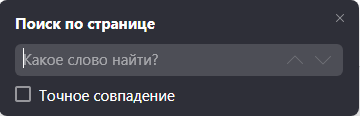 Поиск по странице
Какое слово найти?
Точное совпадение